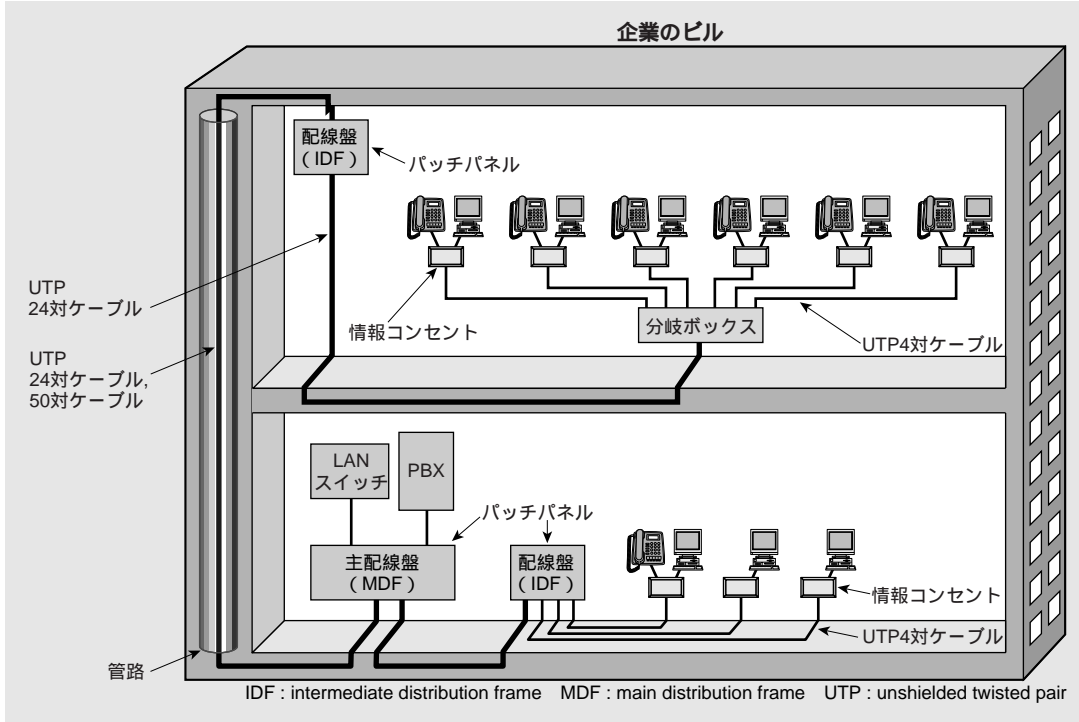 企業のビル
配線盤
(IDF)
パッチパネル
UTP
24対ケーブル
情報コンセント
分岐ボックス
UTP4対ケーブル
UTP
24対ケーブル,
50対ケーブル
LAN
スイッチ
PBX
パッチパネル
主配線盤
(MDF)
配線盤
(IDF)
情報コンセント
UTP4対ケーブル
管路
IDF : intermediate distribution frame MDF : main distribution frame UTP : unshielded twisted pair